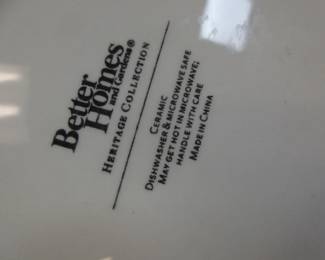 Better
Homes
and Gardens®
HERITAGE COLLECTION
CERAMIC
DISHWASHER & MICROWAVE SAFE
MAY GET HOT IN MICROWAVE;
HANDLE WITH CARE
MADE IN CHINA